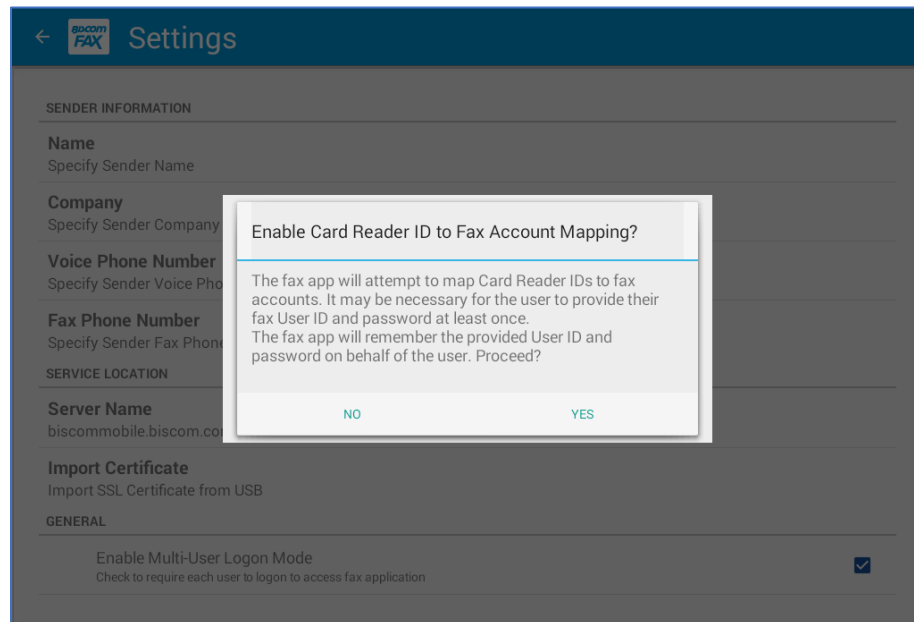 BISCOM
FAX
Settings
SENDER INFORMATION
Name
Specify Sender Name
Company
Specify Sender Company
Voice Phone Number
Specify Sender Voice Pho
Fax Phone Number
Specify Sender Fax Phone
SERVICE LOCATION
Server Name
biscommobile.biscom.co
Import Certificate
Import SSL Certificate from USB
GENERAL
Enable Multi-User Logon Mode
Check to require each user to logon to access fax application
Enable Card Reader ID to Fax Account Mapping?
The fax app will attempt to map Card Reader IDs to fax
accounts. It may be necessary for the user to provide their
fax User ID and password at least once.
The fax app will remember the provided User ID and
password on behalf of the user. Proceed?
NO
YES